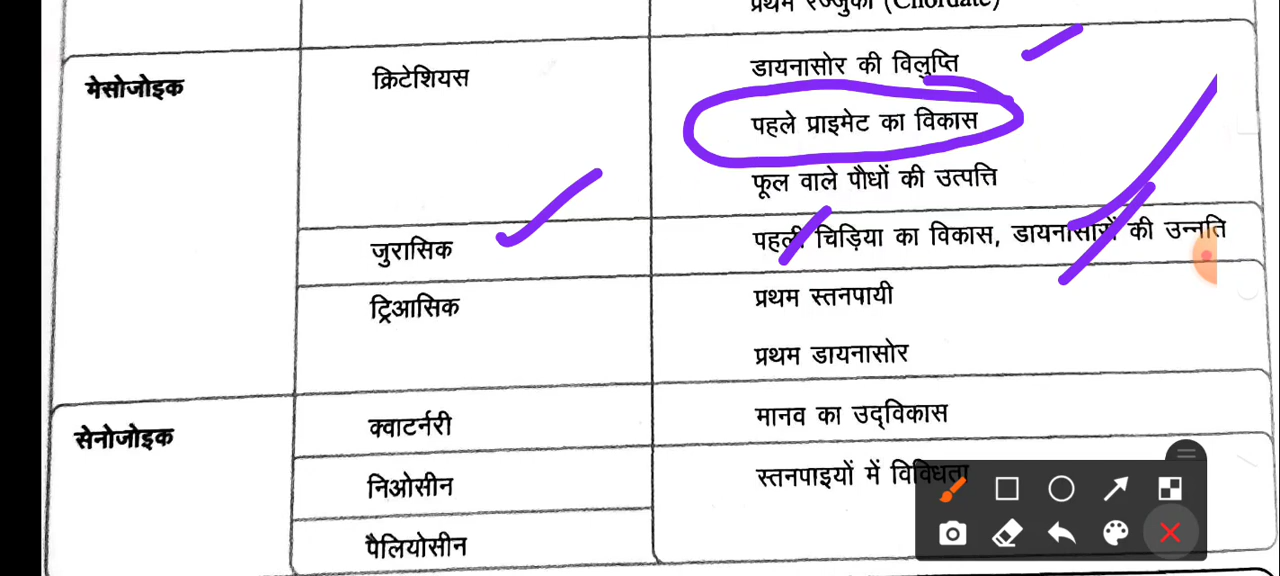 प्रथम रज्जुकी (Chordate)
मेसोजोइक
क्रिटेशियस
डायनासोर की विलुप्ति
पहले प्राइमेट का विकास
फूल वाले पौधों की उत्पत्ति
जुरासिक
पहली चिड़िया का विकास, डायनासोरों की उन्नति
ट्रिआसिक
प्रथम स्तनपायी
प्रथम डायनासोर
सेनोजोइक
क्वाटर्नरी
मानव का उद्‌विकास
निओसीन
स्तनपाइयों में विविधता
पैलियोसीन